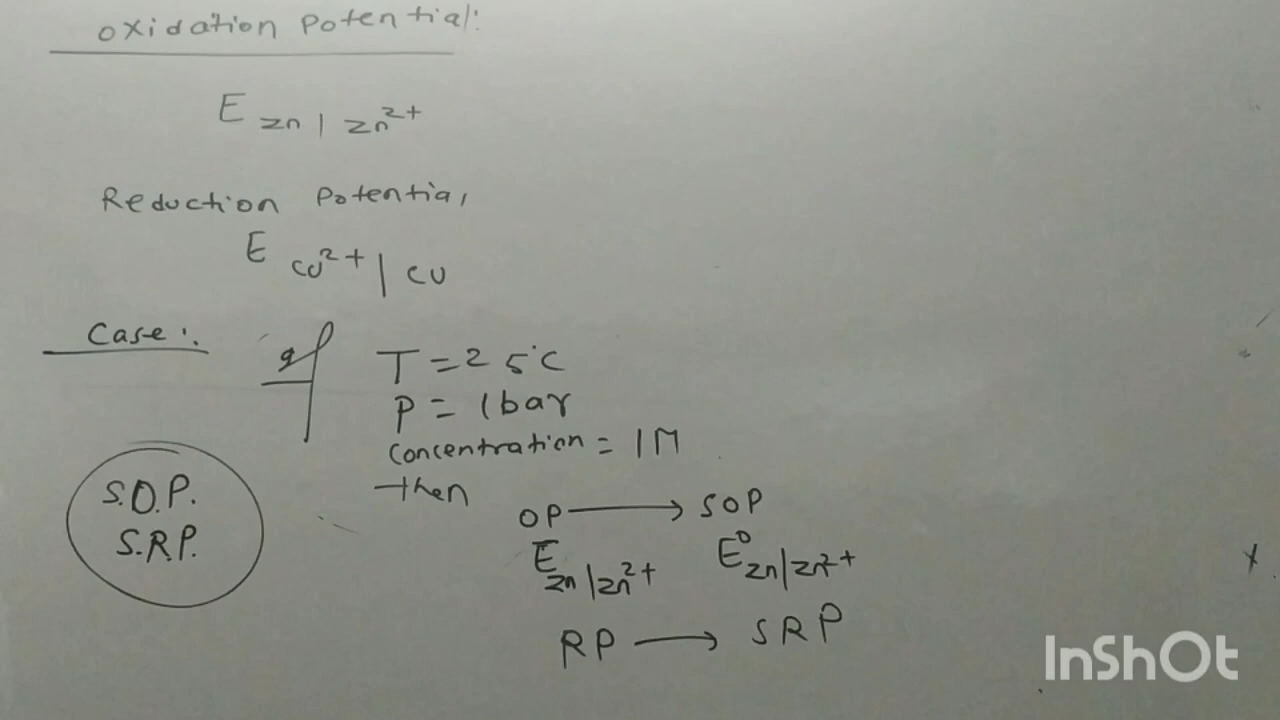 oxidation potential:
E Zn | Zn²⁺
Reduction potential
E Cu²⁺ | Cu
Case:
If T = 25°C
P = 1 bar
Concentration = 1M
then
S.O.P.
S.R.P.
OP → SOP
E Zn|Zn²⁺ E⁰ Zn|Zn²⁺
RP → SRP
InShOt